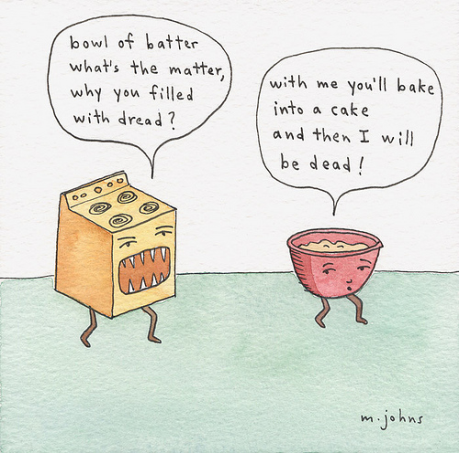 bowl of batter
what's the matter,
why you filled
with dread?
with me you'll bake
into a cake
and then I will
be dead!
m.johns